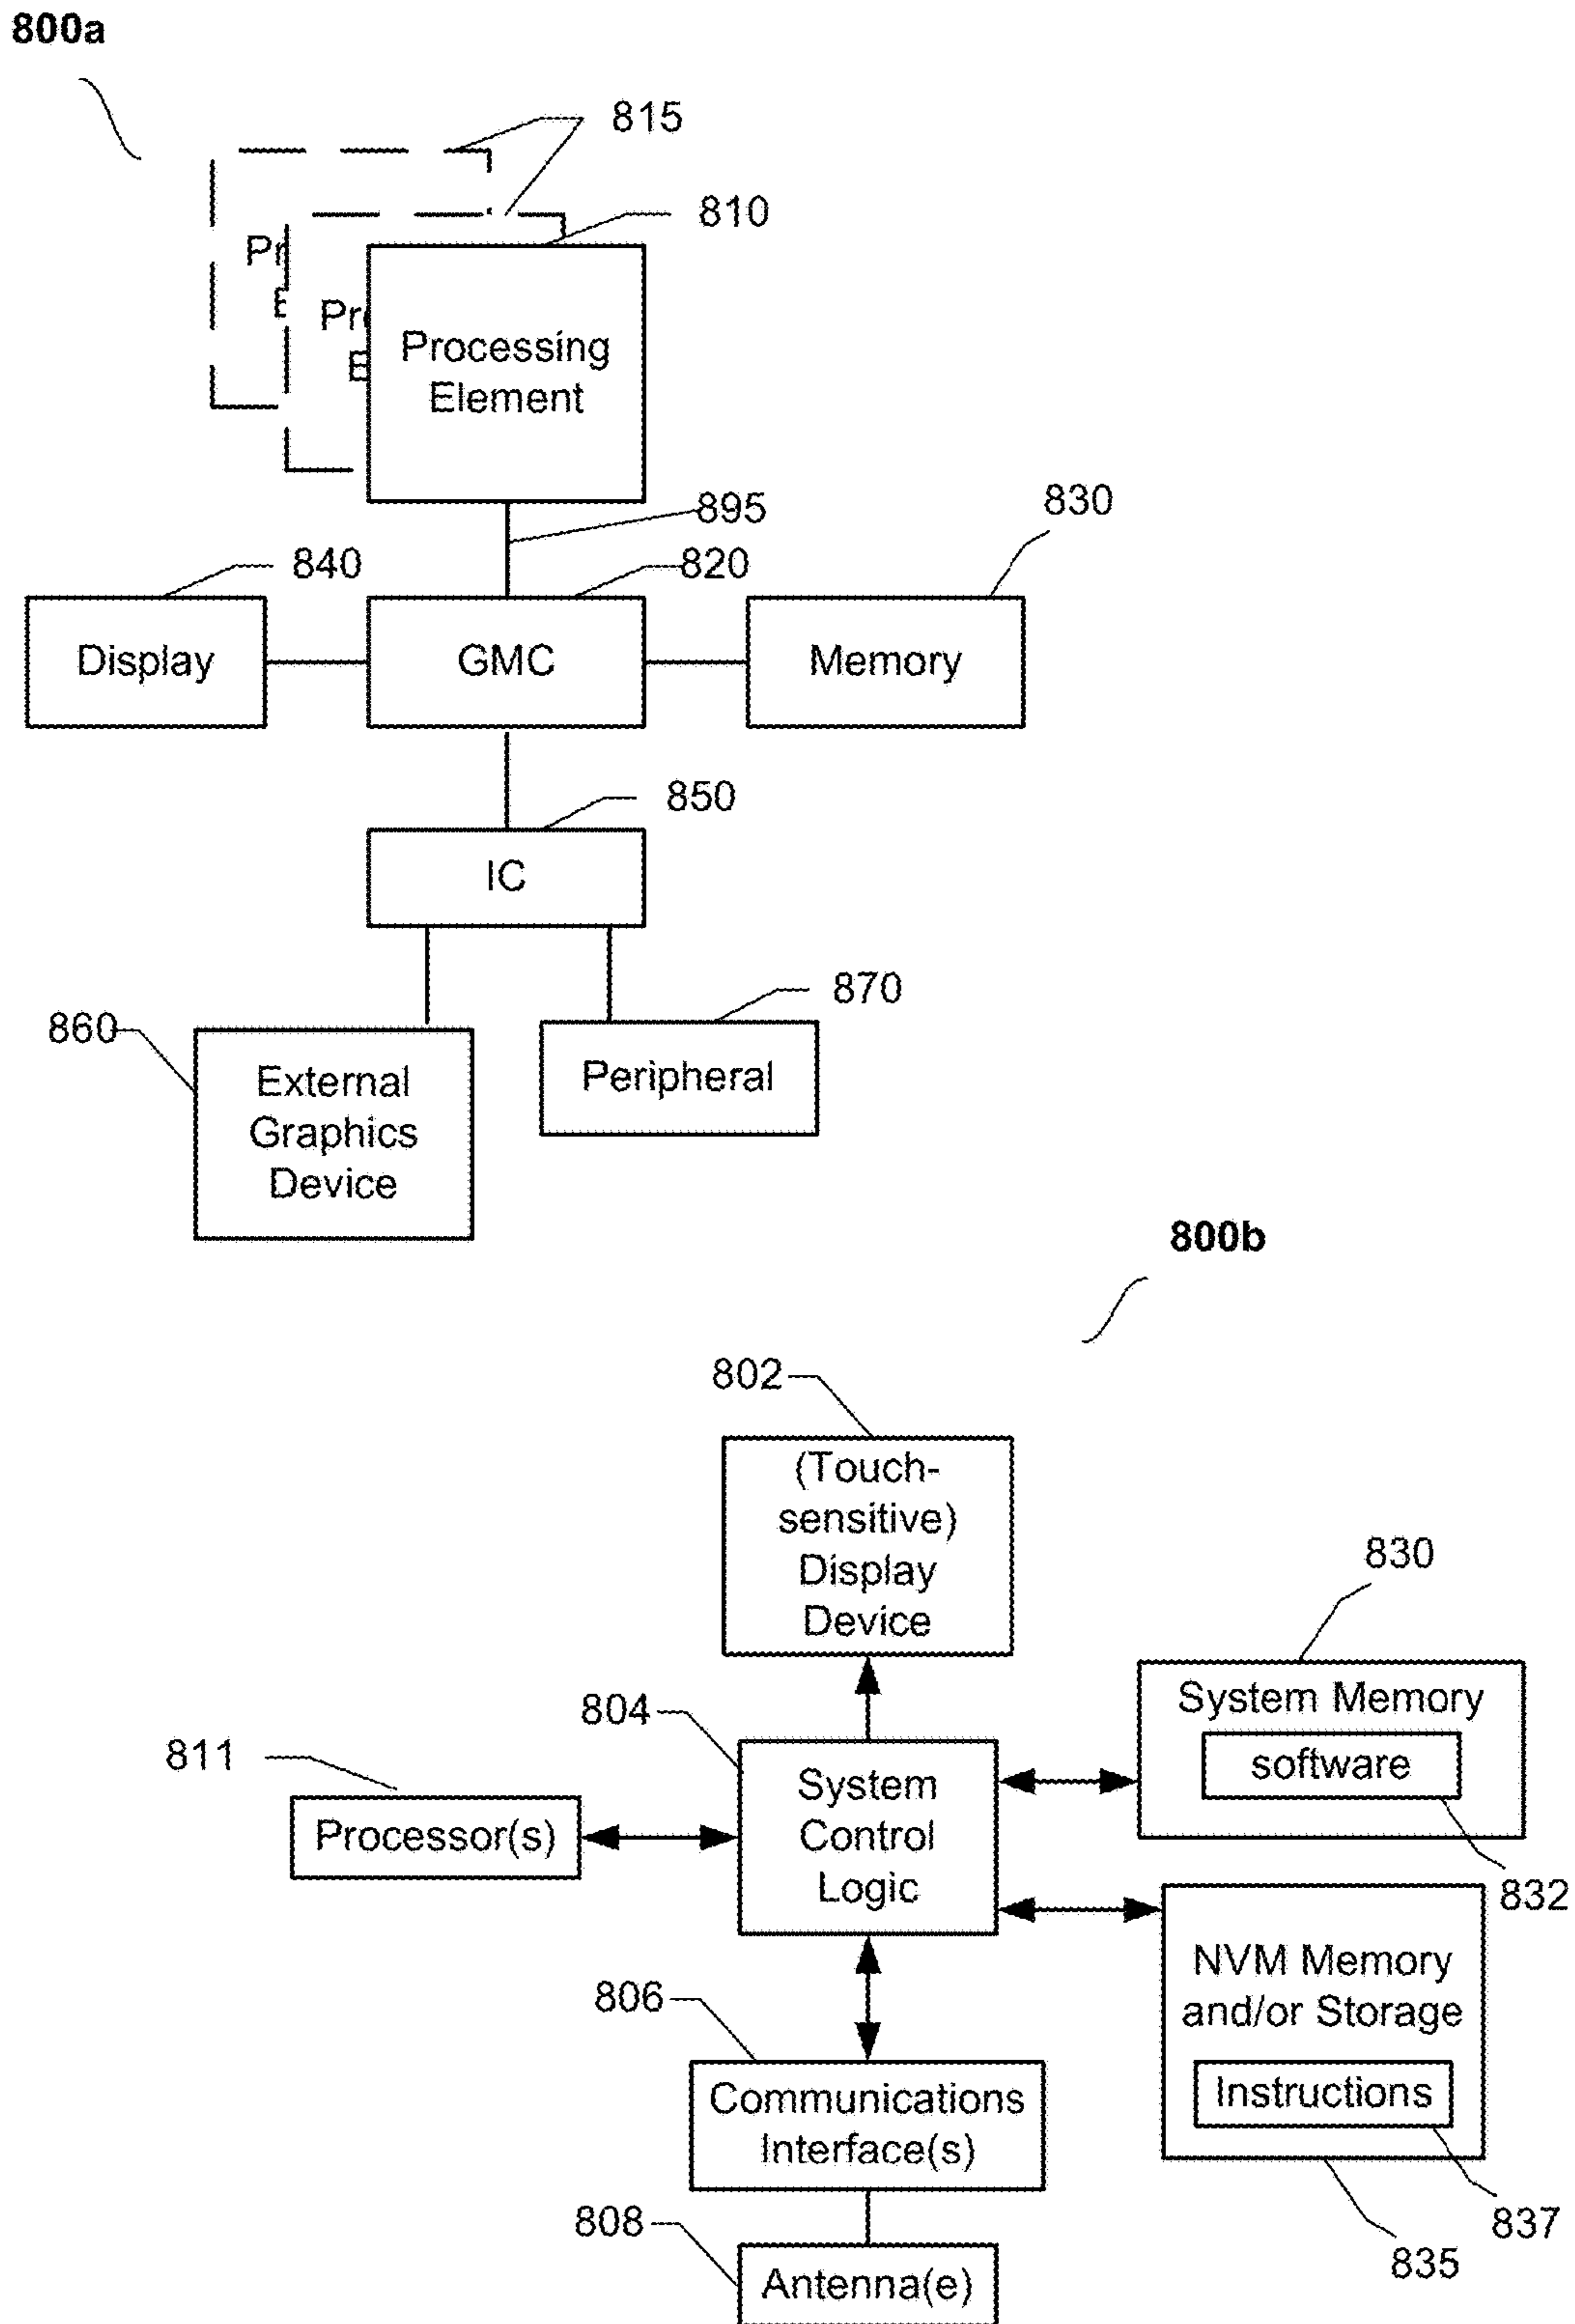 800a
815
810
Pr
E
Pr
E
Processing
Element
895
830
840
820
Display
GMC
Memory
850
IC
870
860
External
Graphics
Device
Peripheral
800b
802
(Touch-
sensitive)
Display
Device
830
804
System Memory
software
811
System
Control
Logic
Processor(s)
832
NVM Memory
and/or Storage
806
Instructions
Communications
Interface(s)
837
808
835
Antenna(e)